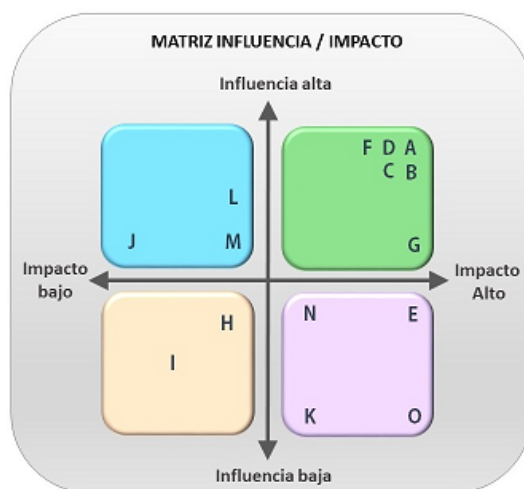 MATRIZ INFLUENCIA / IMPACTO
Influencia alta
F D A
C B
L
J M
G
Impacto
bajo
Impacto
Alto
H
I
N E
K O
Influencia baja